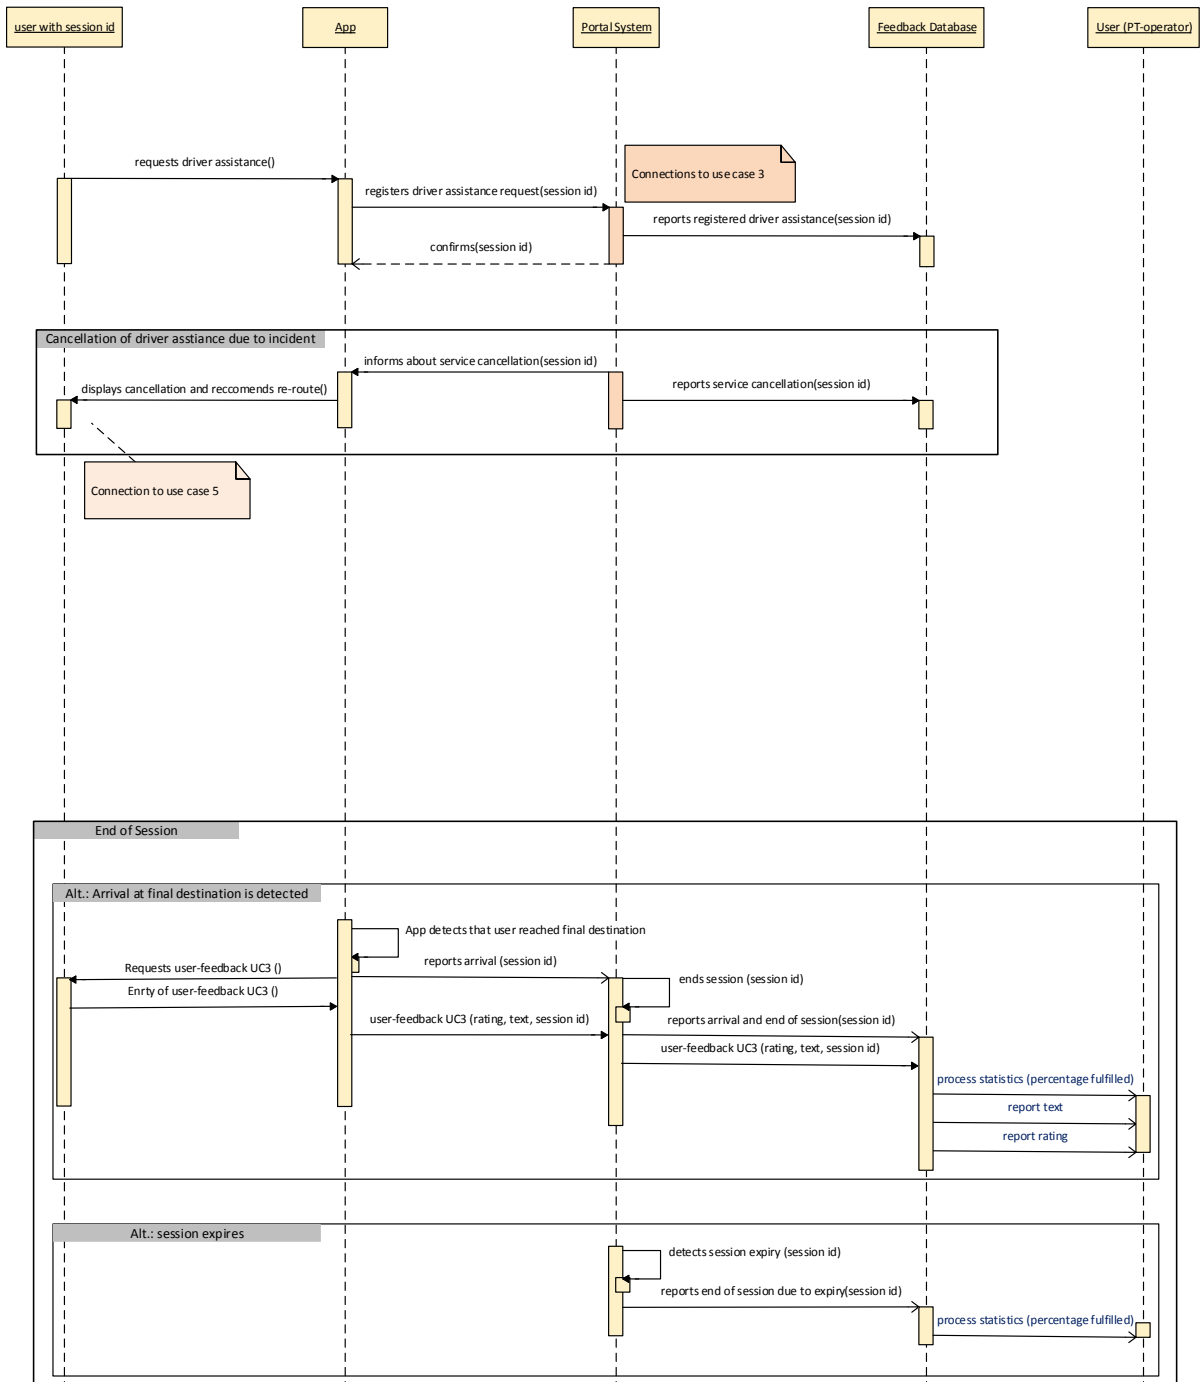 user with session id
App
Portal System
Feedback Database
User (PT-operator)
requests driver assistance()
Connections to use case 3
registers driver assistance request(session id)
reports registered driver assistance(session id)
confirms(session id)
Cancellation of driver asstiance due to incident
informs about service cancellation(session id)
displays cancellation and reccomends re-route()
reports service cancellation(session id)
Connection to use case 5
End of Session
Alt.: Arrival at final destination is detected
App detects that user reached final destination
Requests user-feedback UC3 ()
reports arrival (session id)
ends session (session id)
Enrty of user-feedback UC3 ()
user-feedback UC3 (rating, text, session id)
reports arrival and end of session(session id)
user-feedback UC3 (rating, text, session id)
process statistics (percentage fulfilled)
report text
report rating
Alt.: session expires
detects session expiry (session id)
reports end of session due to expiry(session id)
process statistics (percentage fulfilled)